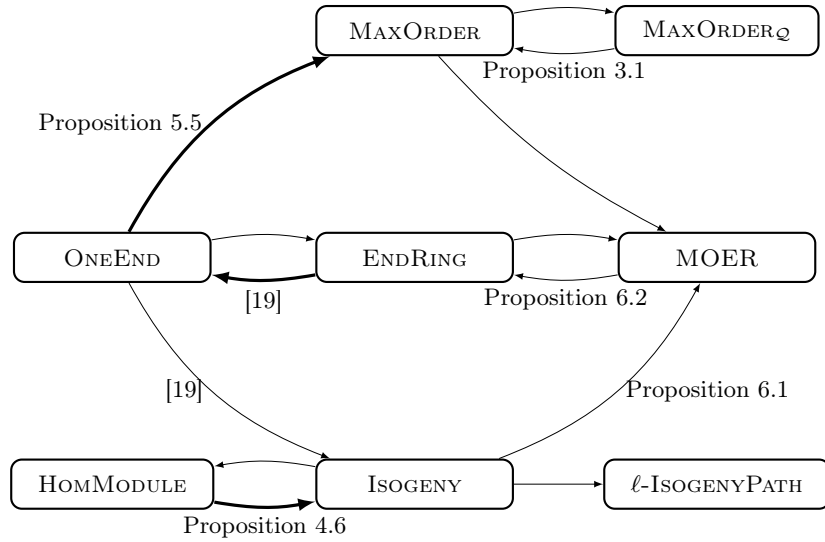 MAXORDER
MAXORDER𝒬
Proposition 3.1
Proposition 5.5
ONEEND
ENDRING
MOER
[19]
Proposition 6.2
[19]
Proposition 6.1
HOMMODULE
ISOGENY
ℓ-ISOGENYPATH
Proposition 4.6